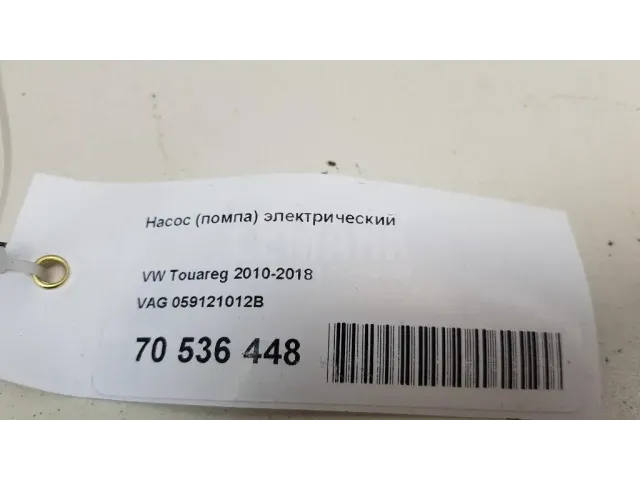 Насос (помпа) электрический
VW Touareg 2010-2018
VAG 059121012B
70 536 448